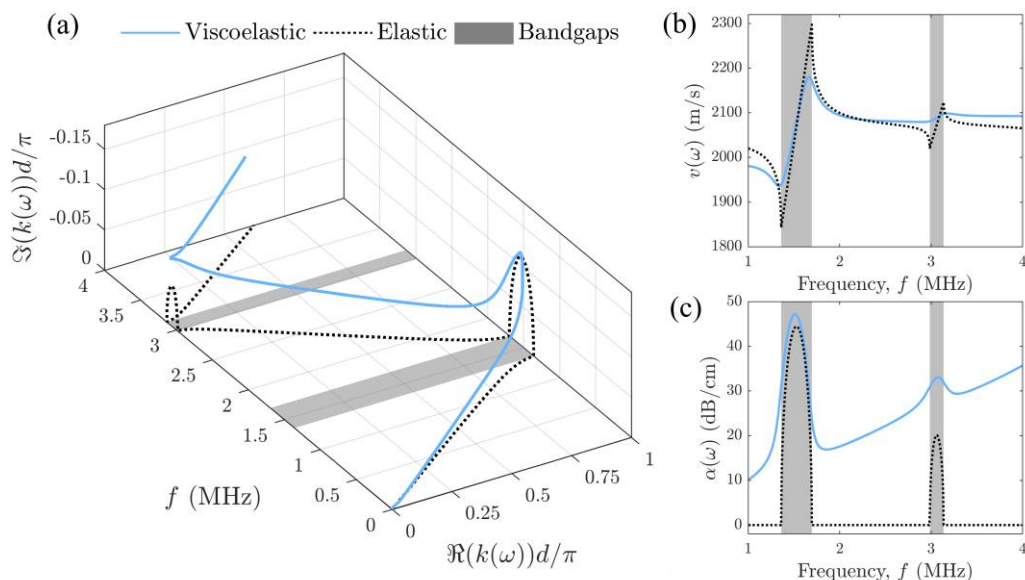 (a)
Viscoelastic Elastic Bandgaps
-0.15
-0.1
-0.05
0
ℑ(k(ω))d/π
4
3.5
3
2.5
2
1.5
1
0.5
0
f (MHz)
0
0.25
0.5
0.75
1
ℜ(k(ω))d/π
(b)
2300
2200
2100
2000
1900
1800
v(ω) (m/s)
1 2 3 4
Frequency, f (MHz)
(c)
50
40
30
20
10
0
α(ω) (dB/cm)
1 2 3 4
Frequency, f (MHz)